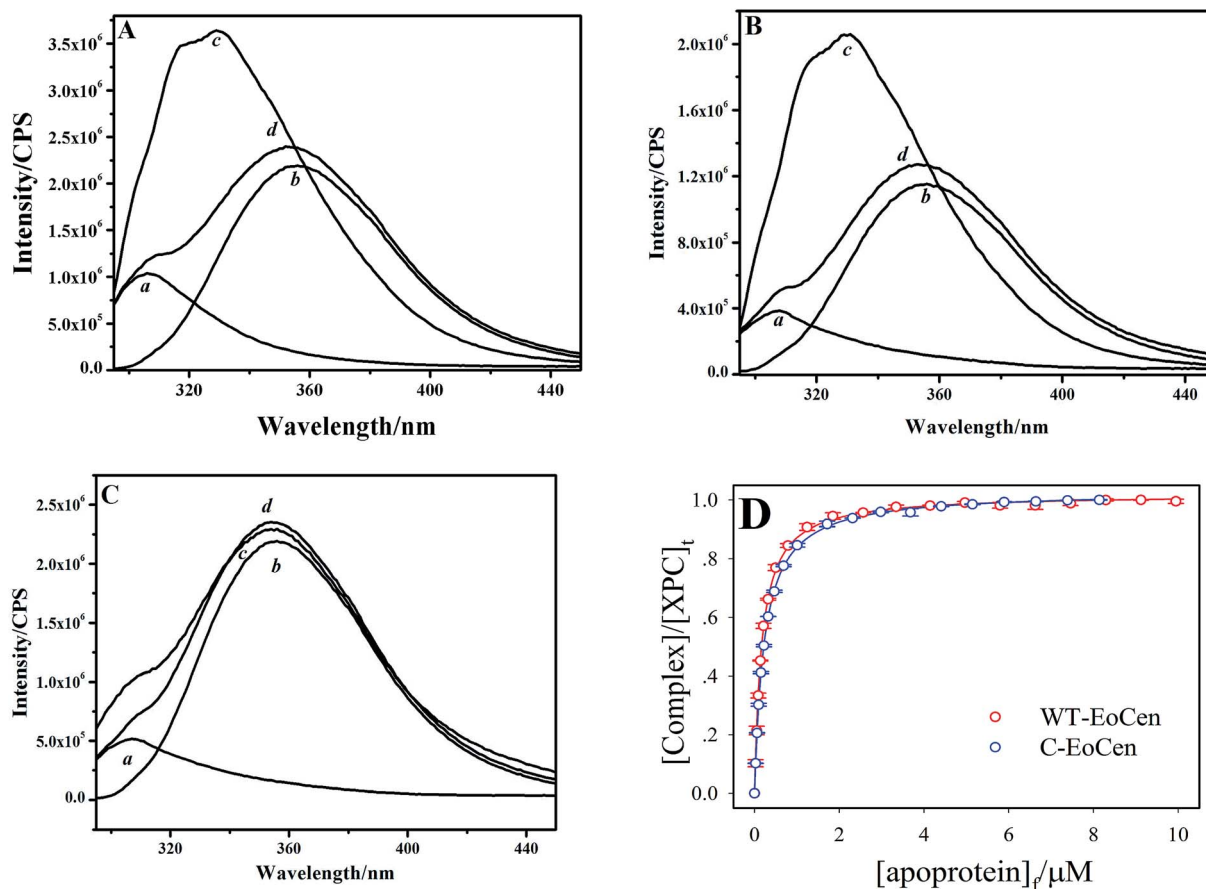 A
Intensity/CPS
3.5x10⁶
3.0x10⁶
2.5x10⁶
2.0x10⁶
1.5x10⁶
1.0x10⁶
5.0x10⁵
0.0
c
d
b
a
320
360
400
440
Wavelength/nm
B
Intensity/CPS
2.0x10⁶
1.6x10⁶
1.2x10⁶
8.0x10⁵
4.0x10⁵
0.0
c
d
b
a
320
360
400
440
Wavelength/nm
C
Intensity/CPS
2.5x10⁶
2.0x10⁶
1.5x10⁶
1.0x10⁶
5.0x10⁵
0.0
d
c
b
a
320
360
400
440
Wavelength/nm
D
[Complex]/[XPC]t
1.0
.8
.6
.4
.2
0.0
WT-EoCen
C-EoCen
0
2
4
6
8
10
[apoprotein]f/μM